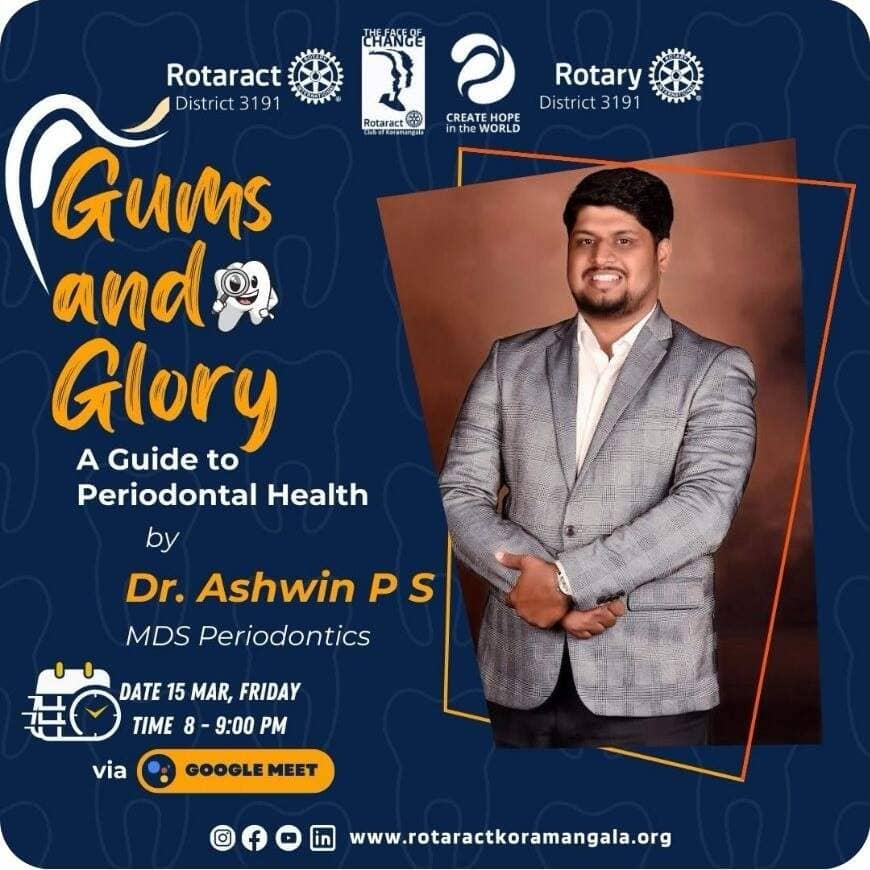 Rotaract
District 3191
THE FACE OF
CHANGE
Rotaract
Club of Koramangala
CREATE HOPE
in the WORLD
Rotary
District 3191
Gums
and
Glory
A Guide to
Periodontal Health
by
Dr. Ashwin P S
MDS Periodontics
DATE 15 MAR, FRIDAY
TIME 8 - 9:00 PM
via GOOGLE MEET
www.rotaractkoramangala.org